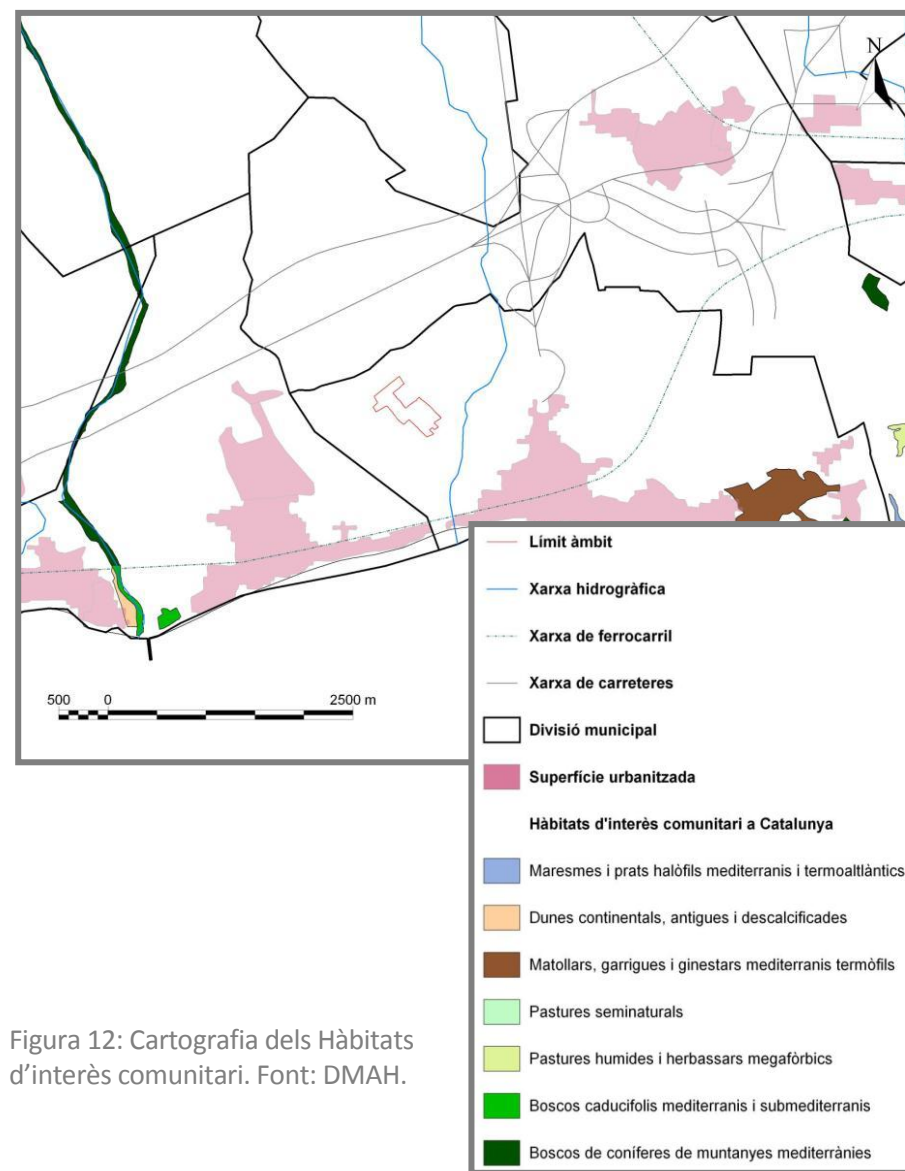 N
500 0 2500 m
Límit àmbit
Xarxa hidrogràfica
Xarxa de ferrocarril
Xarxa de carreteres
Divisió municipal
Superfície urbanitzada
Hàbitats d'interès comunitari a Catalunya
Maresmes i prats halòfils mediterranis i termoaltlàntics
Dunes continentals, antigues i descalcificades
Matollars, garrigues i ginestars mediterranis termòfils
Pastures seminaturals
Pastures humides i herbassars megafòrbics
Boscos caducifolis mediterranis i submediterranis
Boscos de coníferes de muntanyes mediterrànies
Figura 12: Cartografia dels Hàbitats
d’interès comunitari. Font: DMAH.